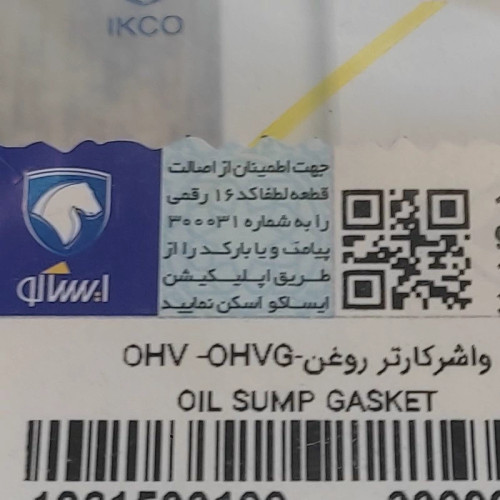 IKCO
جهت اطمینان از اصالت
قطعه لطفا کد ۱۶ رقمی
را به شماره ۳۰۰۰۳۱
پیامک و یا بارکد را از
طریق اپلیکیشن
ایساکو اسکن نمایید
ایساکو
واشرکارتر روغن-OHV -OHVG
OIL SUMP GASKET